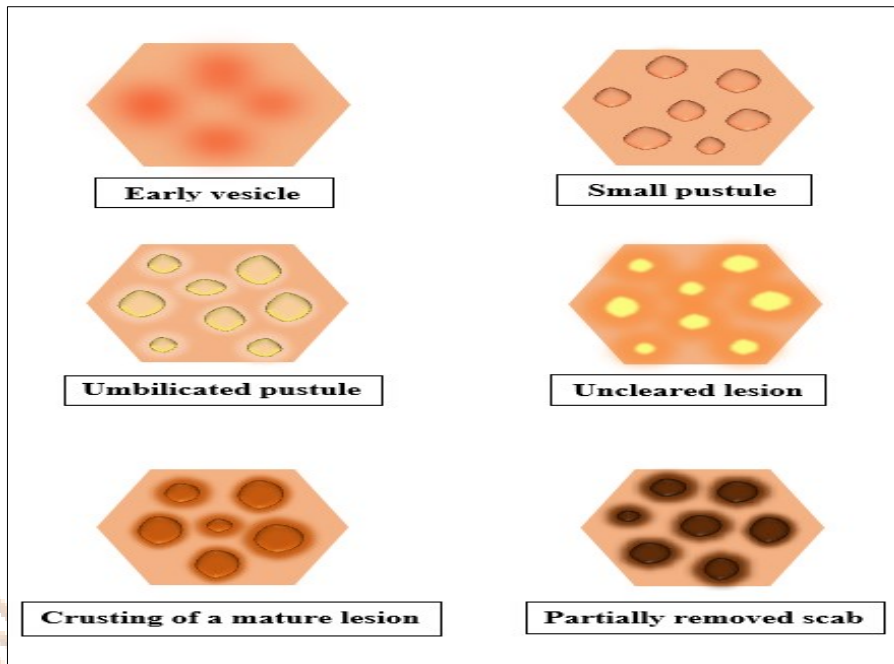 Early vesicle
Small pustule
Umbilicated pustule
Uncleared lesion
Crusting of a mature lesion
Partially removed scab